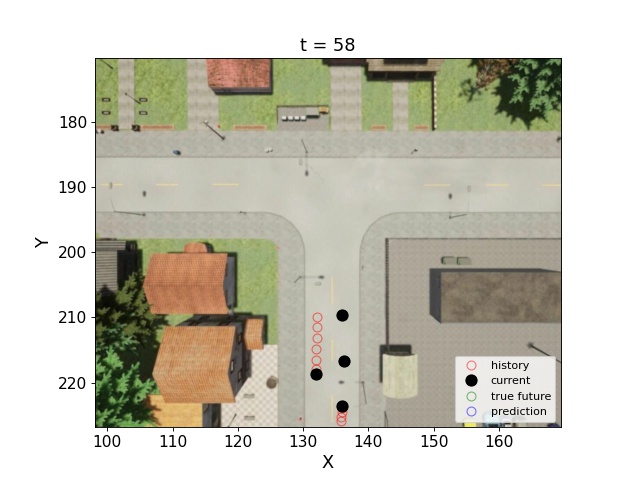 t = 58
Y
180
190
200
210
220
history
current
true future
prediction
100
110
120
130
140
150
160
X